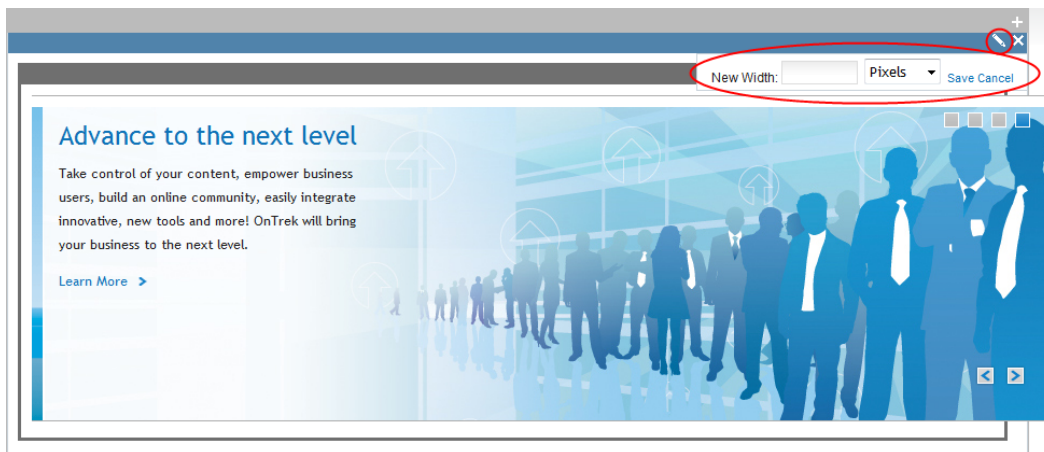 New Width: Pixels Save Cancel
Advance to the next level
Take control of your content, empower business
users, build an online community, easily integrate
innovative, new tools and more! OnTrek will bring
your business to the next level.
Learn More >